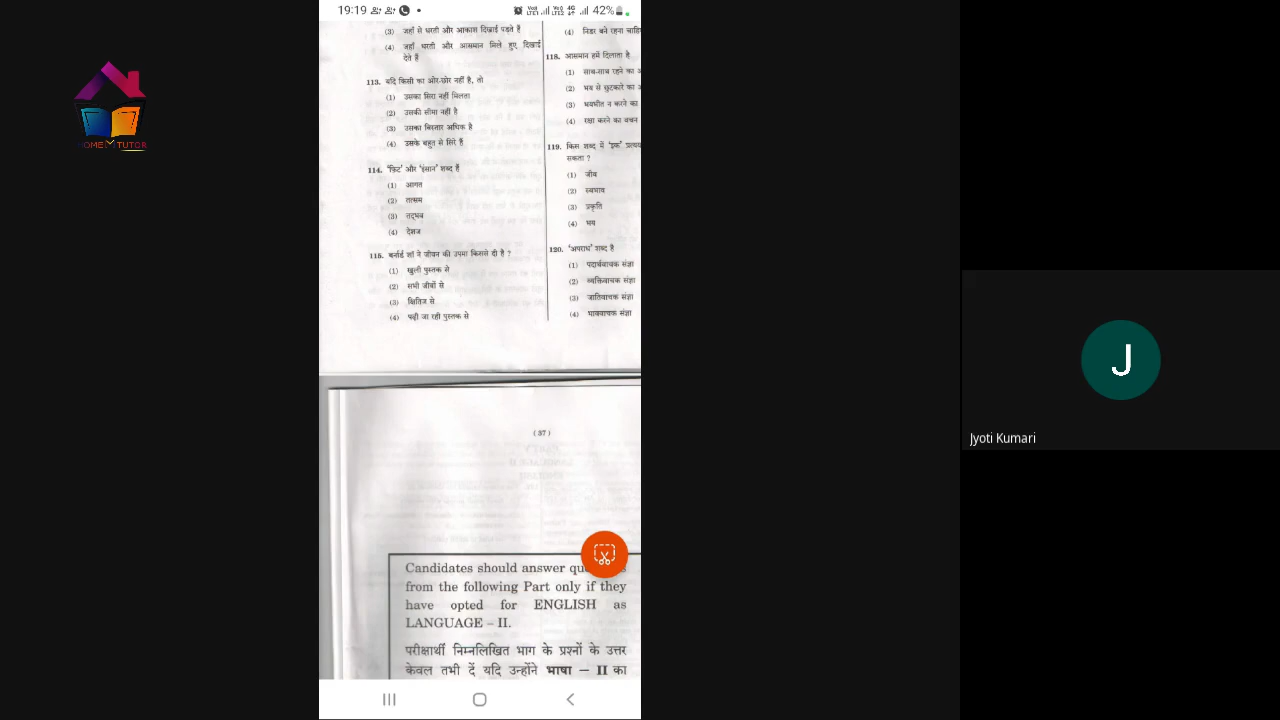 19:19
42%
HOME TUTOR
(3) जहाँ से धरती और आकाश दिखाई पड़ते हैं
(4) जहाँ धरती और आसमान मिले हुए दिखाई
देते हैं
113. यदि किसी का ओर-छोर नहीं है, तो
(1) उसका सिरा नहीं मिलता
(2) उसकी सीमा नहीं है
(3) उसका विस्तार अधिक है
(4) उसके बहुत से सिरे हैं
114. 'फ़िट' और 'इंसान' शब्द हैं
(1) आगत
(2) तत्सम
(3) तद्भव
(4) देशज
115. बर्नार्ड शॉ ने जीवन की उपमा किससे दी है ?
(1) खुली पुस्तक से
(2) सभी जीवों से
(3) क्षितिज से
(4) पढ़ी जा रही पुस्तक से
(4) निडर बने रहना
118. आसमान हमें दिलाता है
(1) साथ-साथ रहने का
(2) भय से छुटकारे का
(3) भयभीत न करने का
(4) रक्षा करने का वचन
119. किस शब्द में 'इक'
सकता ?
(1) जीव
(2) स्वभाव
(3) प्रकृति
(4) भय
120. 'अपराध' शब्द है
(1) पदार्थवाचक संज्ञा
(2) व्यक्तिवाचक संज्ञा
(3) जातिवाचक संज्ञा
(4) भाववाचक संज्ञा
( 37 )
Candidates should answer
from the following Part only if they
have opted for ENGLISH as
LANGUAGE – II.
परीक्षार्थी निम्नलिखित भाग के प्रश्नों के उत्तर
केवल तभी दें यदि उन्होंने भाषा – II का
J
Jyoti Kumari